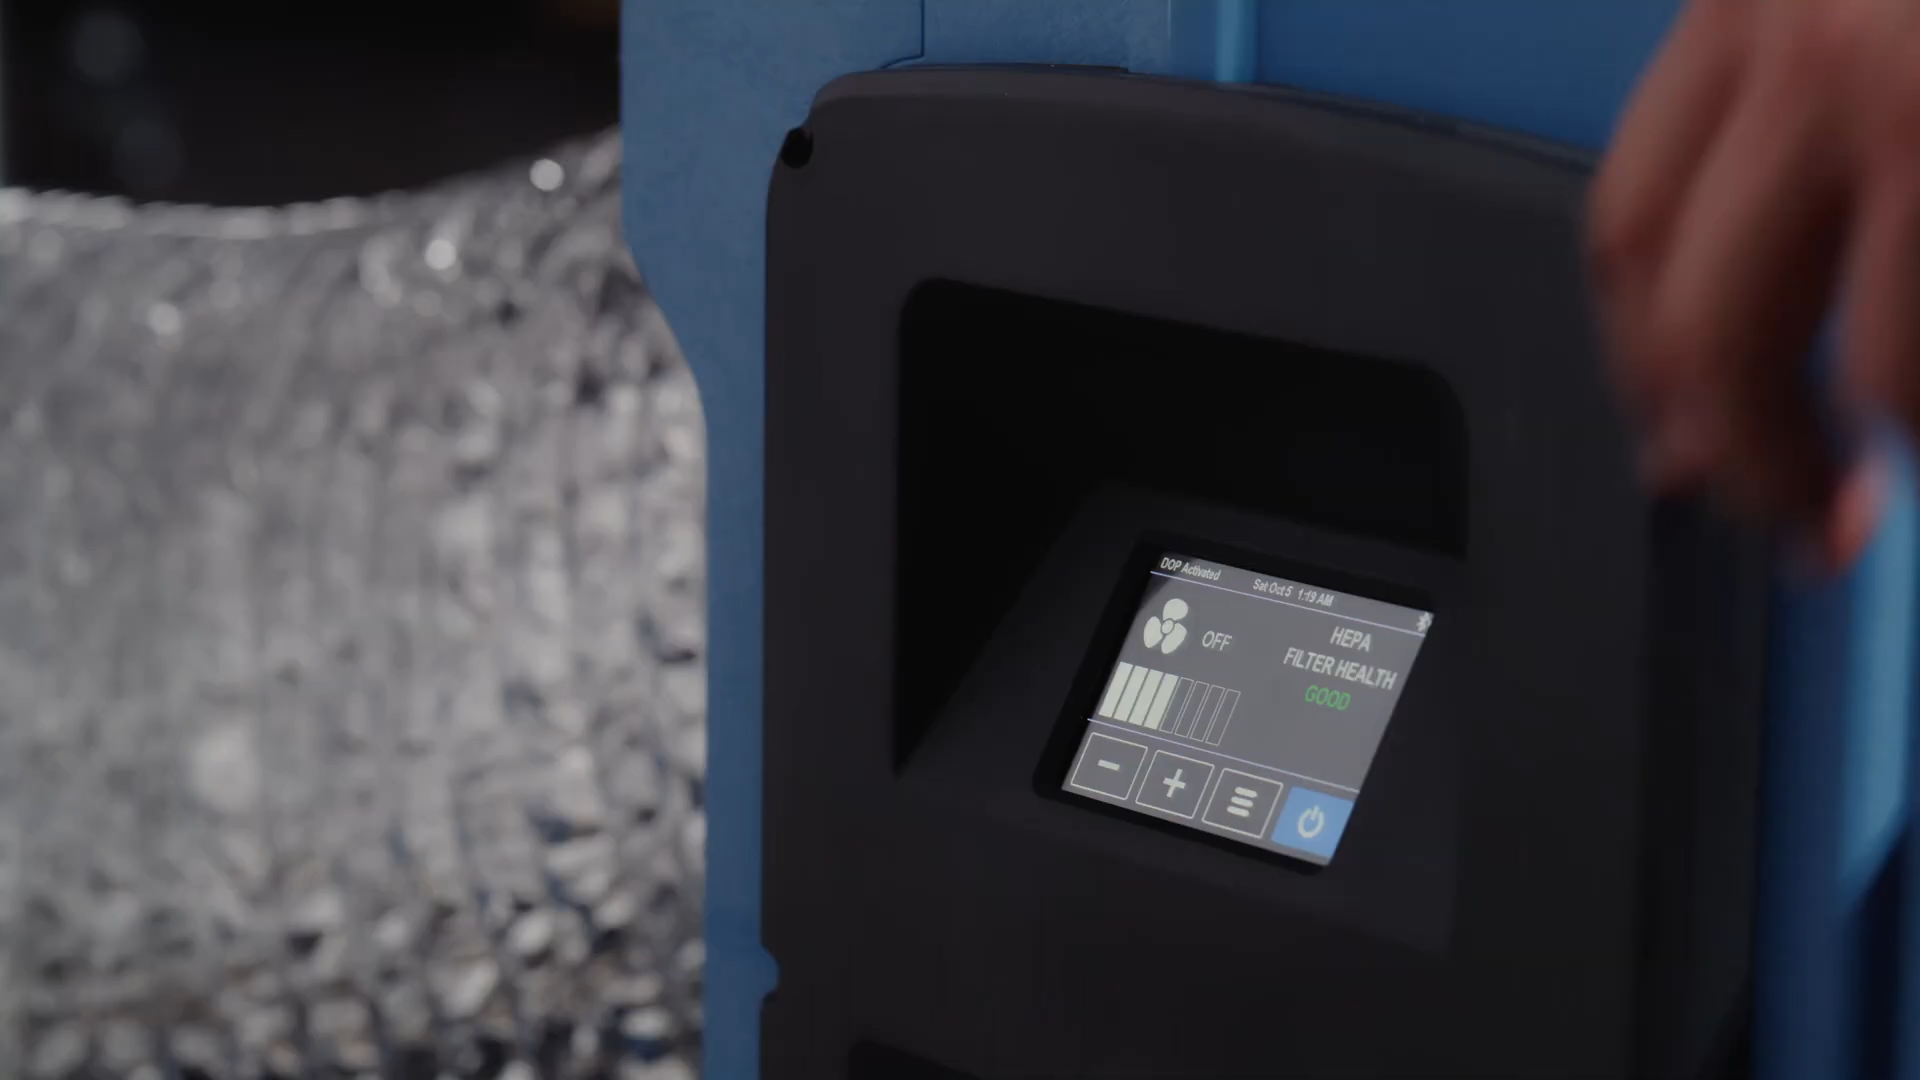 DOP Activated Sat Oct 5 1:19 AM
OFF
HEPA
FILTER HEALTH
GOOD